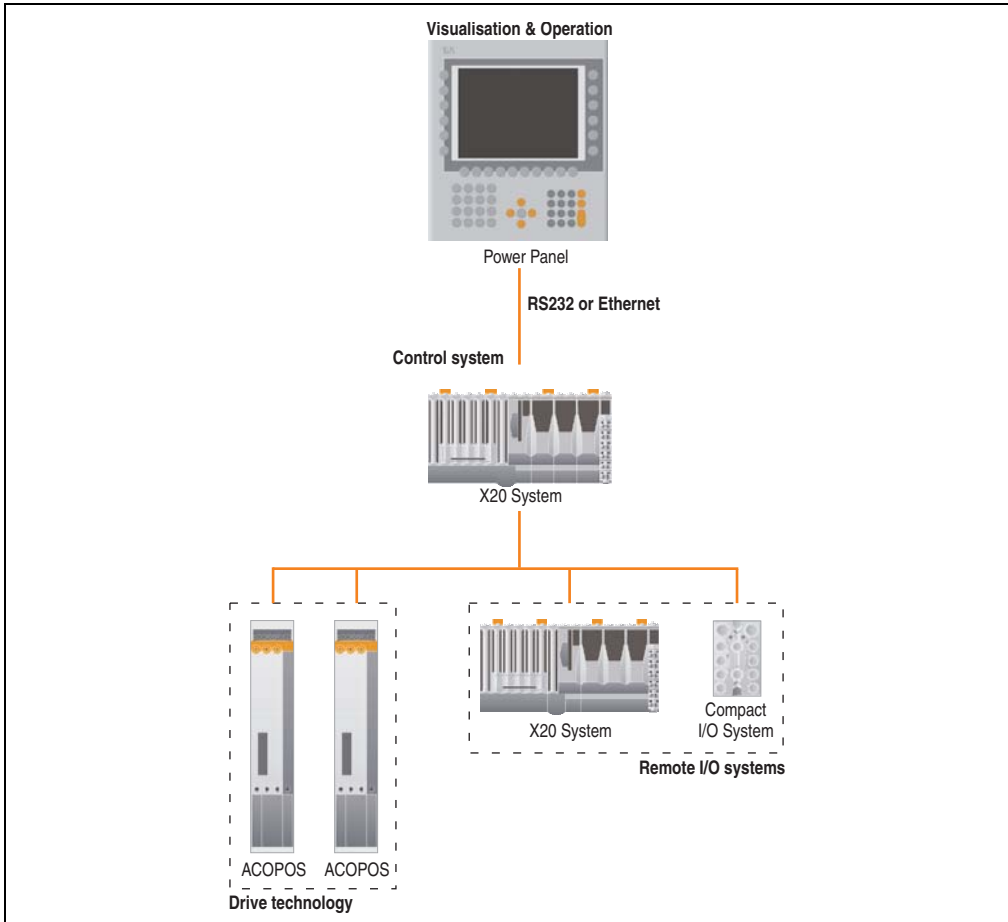 Visualisation & Operation
Power Panel
RS232 or Ethernet
Control system
X20 System
X20 System
Compact
I/O System
Remote I/O systems
ACOPOS
ACOPOS
Drive technology